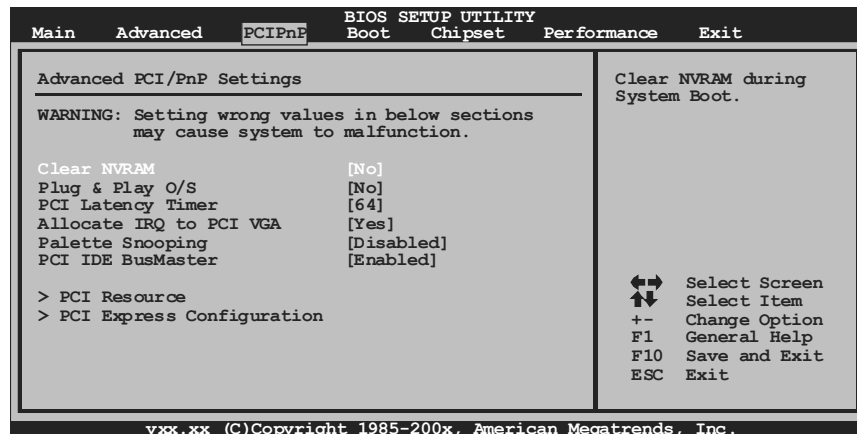 BIOS SETUP UTILITY
Main Advanced PCIPnP Boot Chipset Performance Exit
Advanced PCI/PnP Settings
WARNING: Setting wrong values in below sections
may cause system to malfunction.
Clear NVRAM [No]
Plug & Play O/S [No]
PCI Latency Timer [64]
Allocate IRQ to PCI VGA [Yes]
Palette Snooping [Disabled]
PCI IDE BusMaster [Enabled]
> PCI Resource
> PCI Express Configuration
Clear NVRAM during
System Boot.
Select Screen
Select Item
+- Change Option
F1 General Help
F10 Save and Exit
ESC Exit
vxx.xx (C)Copyright 1985-200x, American Megatrends, Inc.